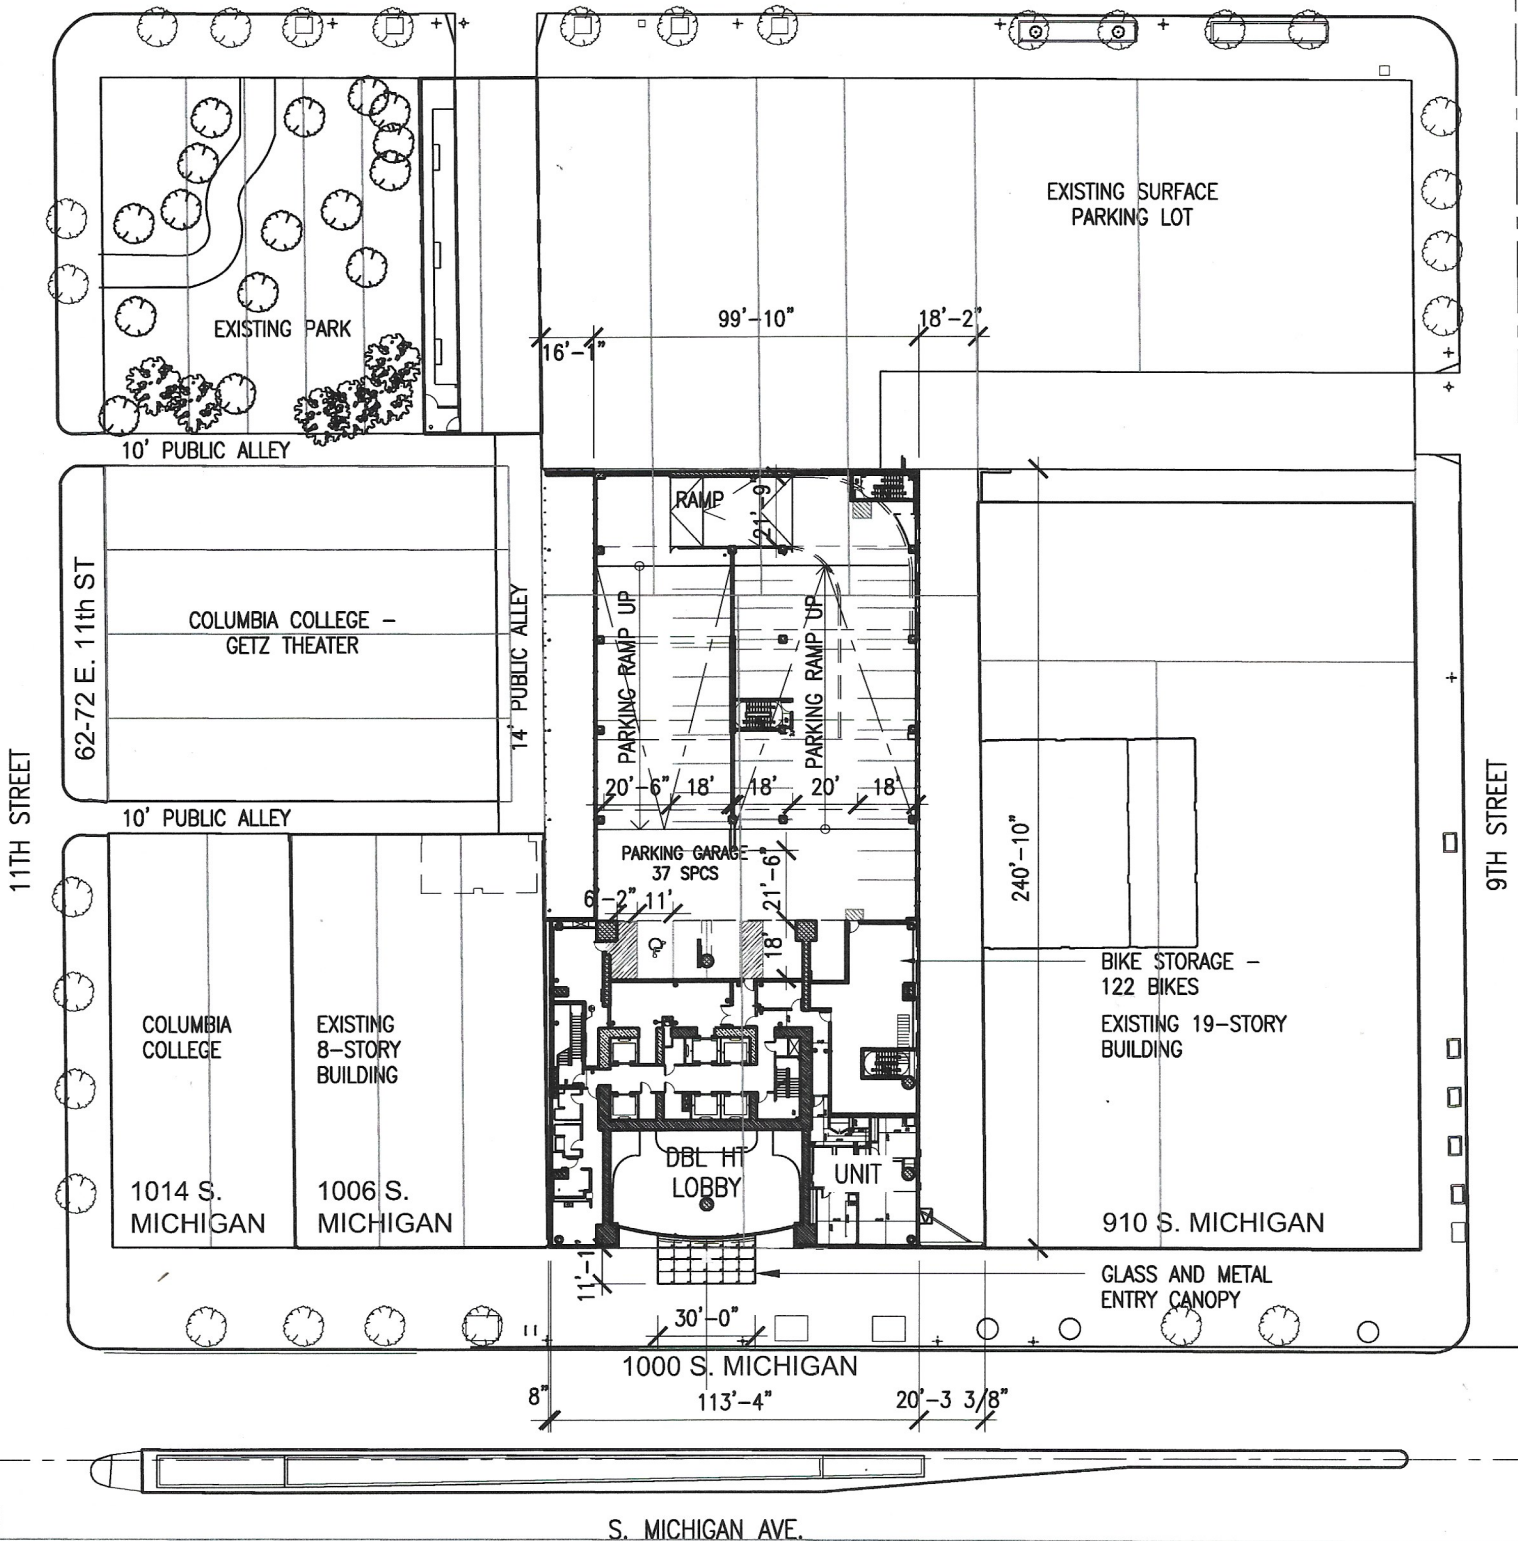 EXISTING SURFACE
PARKING LOT
99'-10"
18'-2"
16'-1"
EXISTING PARK
10' PUBLIC ALLEY
RAMP
21'-9
62-72 E. 11th ST
COLUMBIA COLLEGE –
GETZ THEATER
14' PUBLIC ALLEY
PARKING RAMP UP
PARKING RAMP UP
20'-6"
18'
18'
20'
18'
11TH STREET
9TH STREET
10' PUBLIC ALLEY
PARKING GARAGE
37 SPCS
240'-10"
6'-2"
11'
21'-6"
18'
BIKE STORAGE –
122 BIKES
EXISTING 19-STORY
BUILDING
COLUMBIA
COLLEGE
EXISTING
8-STORY
BUILDING
DBL HT
LOBBY
UNIT
1014 S.
MICHIGAN
1006 S.
MICHIGAN
910 S. MICHIGAN
11'-1
GLASS AND METAL
ENTRY CANOPY
30'-0"
1000 S. MICHIGAN
8"
113'-4"
20'-3 3/8"
S. MICHIGAN AVE.